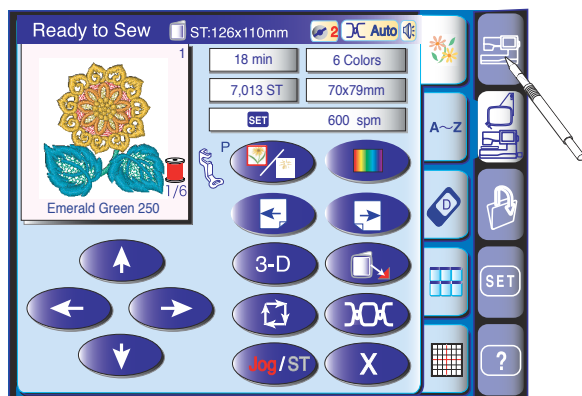 Ready to Sew ST:126x110mm 2 Auto
1
18 min 6 Colors
7,013 ST 70x79mm
SET 600 spm
A~Z
P
1/6
Emerald Green 250
D
3-D
SET
Jog/ST X
?